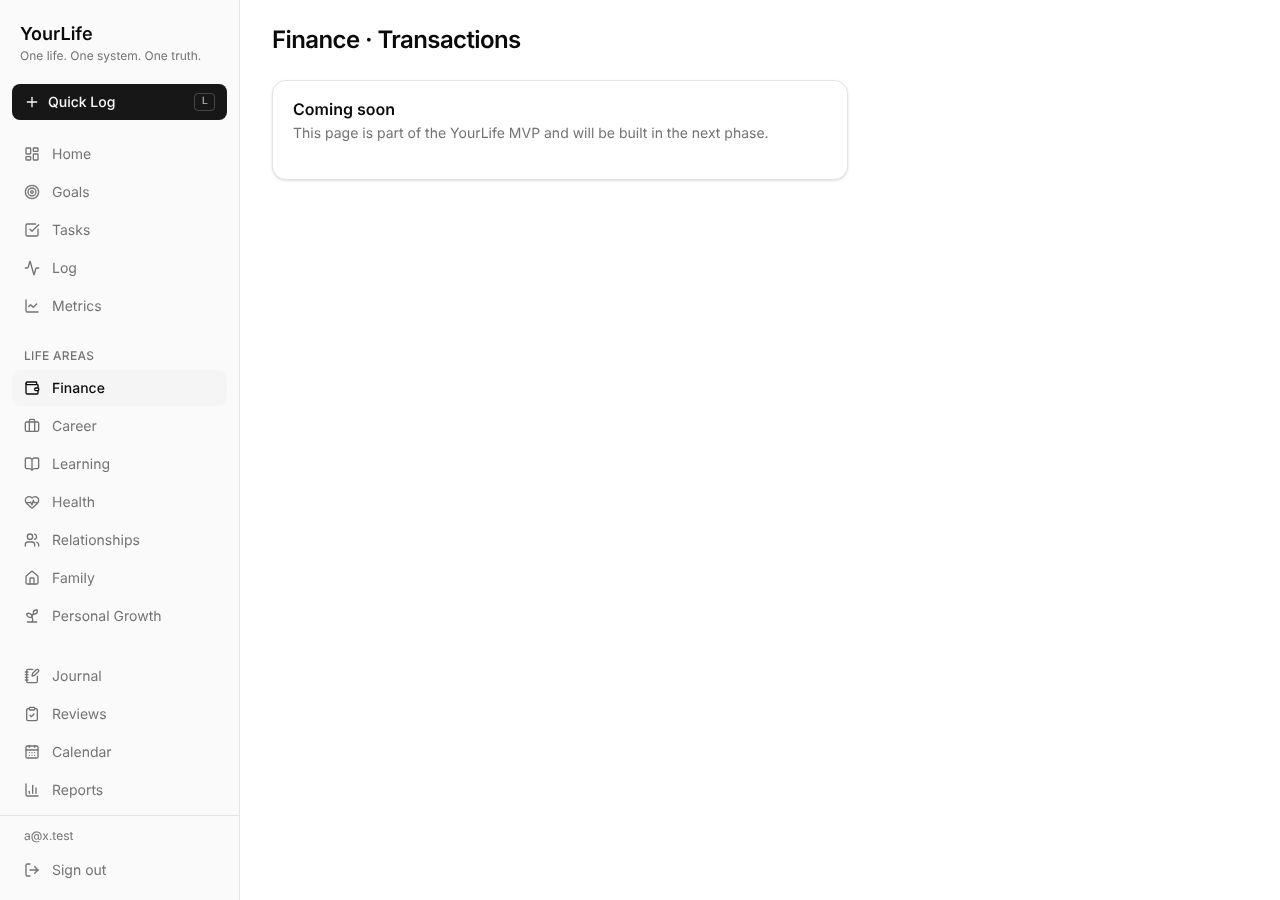 YourLife
One life. One system. One truth.
Quick Log L
Home
Goals
Tasks
Log
Metrics
LIFE AREAS
Finance
Career
Learning
Health
Relationships
Family
Personal Growth
Journal
Reviews
Calendar
Reports
a@x.test
Sign out
Finance · Transactions
Coming soon
This page is part of the YourLife MVP and will be built in the next phase.